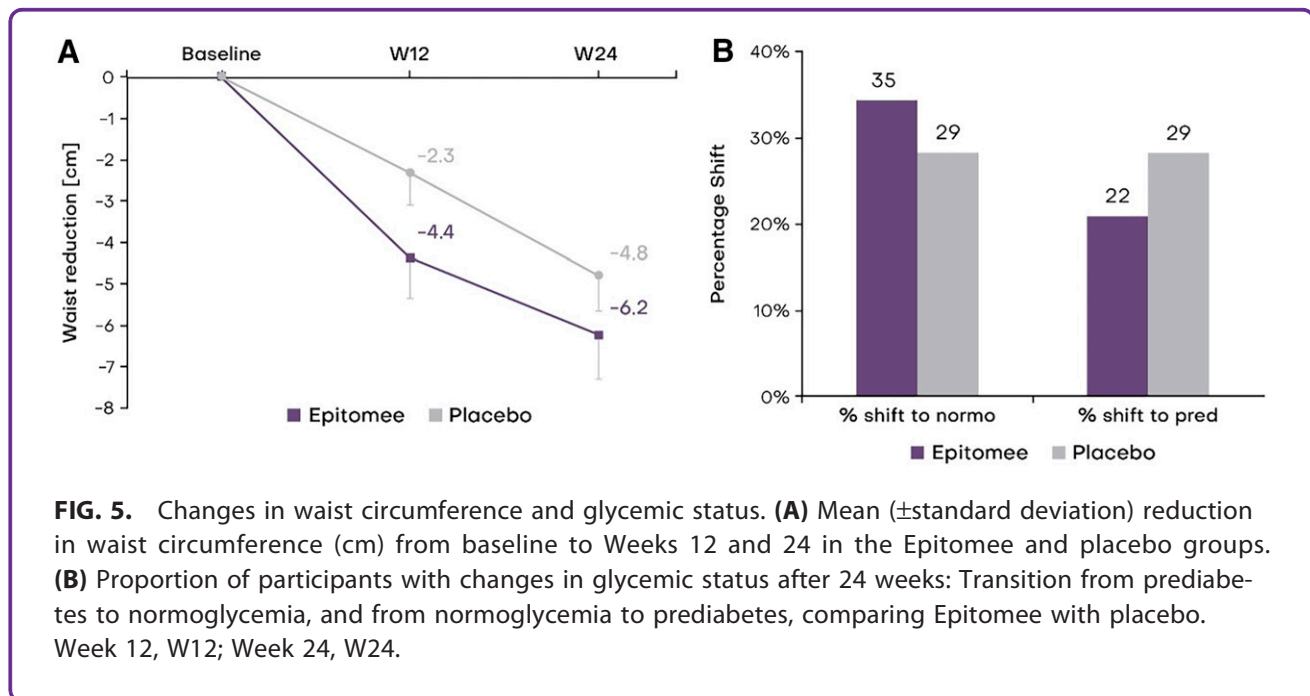 A
Baseline
W12
W24
0
-1
-2
-3
-4
-5
-6
-7
-8
Waist reduction [cm]
-2.3
-4.4
-4.8
-6.2
Epitomee
Placebo
B
40%
30%
20%
10%
0%
Percentage Shift
35
29
22
29
% shift to normo
% shift to pred
Epitomee
Placebo
FIG. 5. Changes in waist circumference and glycemic status. (A) Mean (±standard deviation) reduction
in waist circumference (cm) from baseline to Weeks 12 and 24 in the Epitomee and placebo groups.
(B) Proportion of participants with changes in glycemic status after 24 weeks: Transition from prediabe-
tes to normoglycemia, and from normoglycemia to prediabetes, comparing Epitomee with placebo.
Week 12, W12; Week 24, W24.